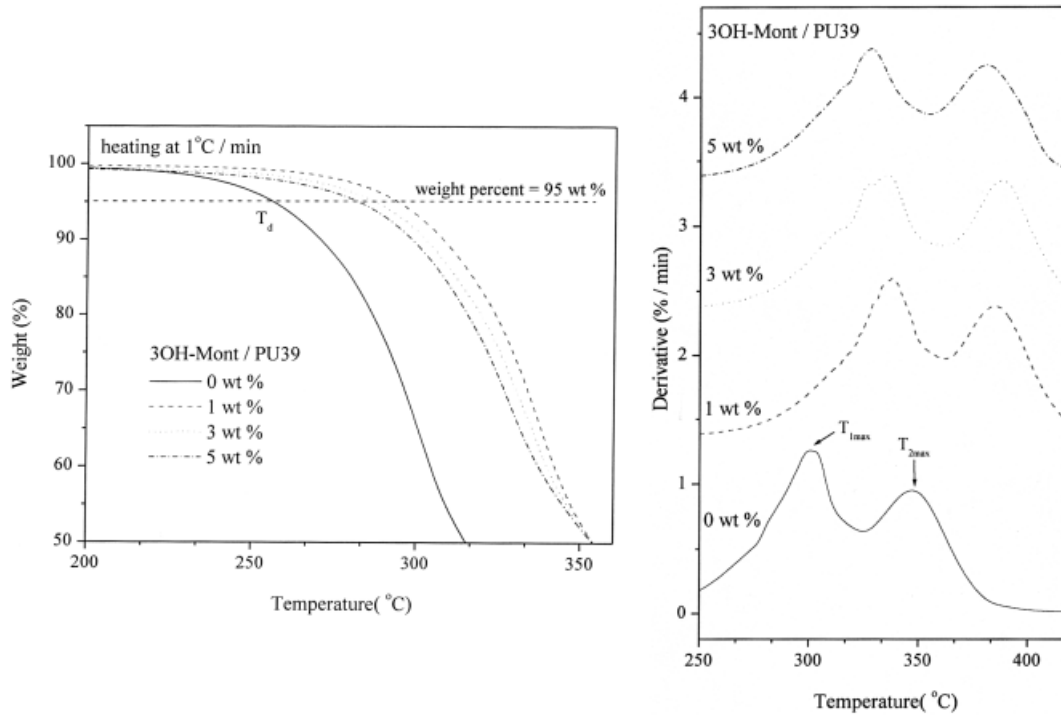 heating at 1°C / min
weight percent = 95 wt %
T_d
3OH-Mont / PU39
0 wt %
1 wt %
3 wt %
5 wt %
Weight (%)
100
90
80
70
60
50
200
250
300
350
Temperature( °C)
3OH-Mont / PU39
5 wt %
3 wt %
1 wt %
0 wt %
T_1max
T_2max
Derivative (% / min)
4
3
2
1
0
250
300
350
400
Temperature( °C)